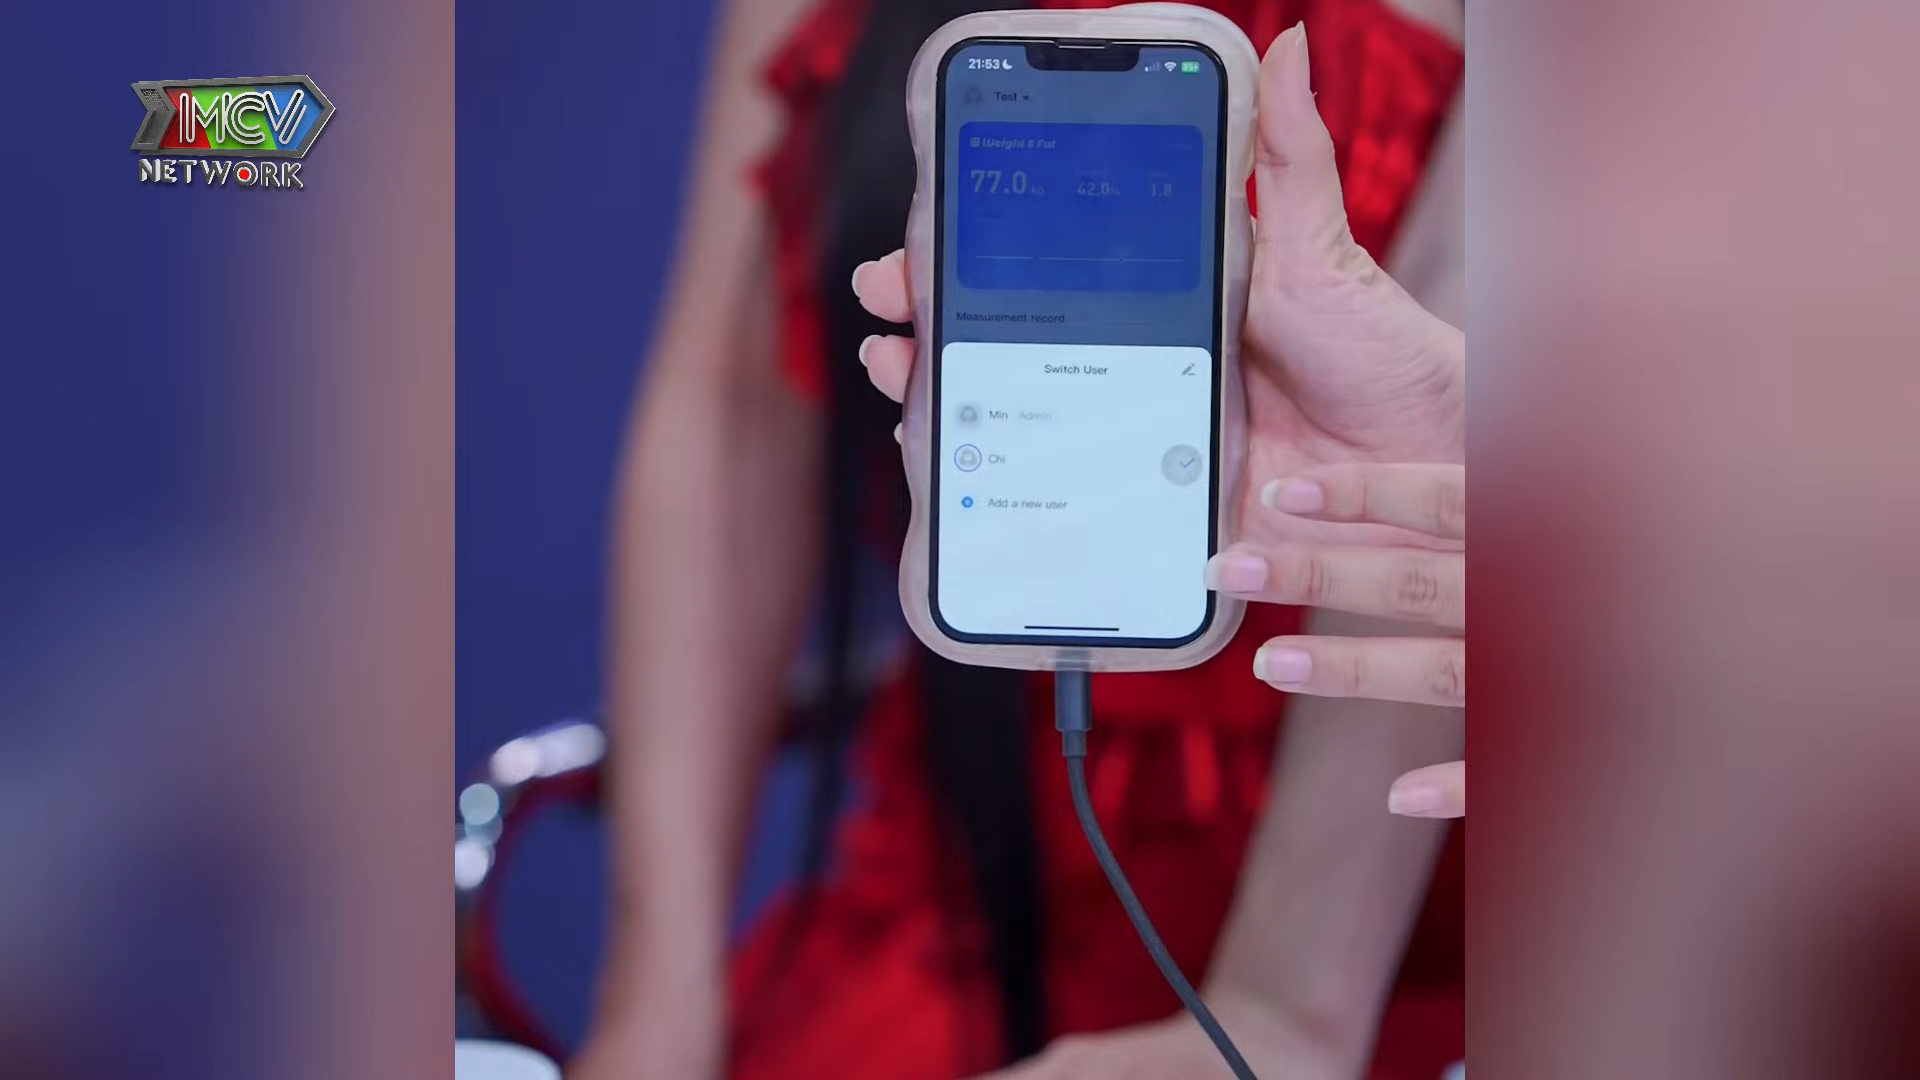 MCV
NETWORK
21:53
Test
Weight & Fat
77.0 kg
42.0%
1.8
Measurement record
Switch User
Min Admin
Chi
Add a new user